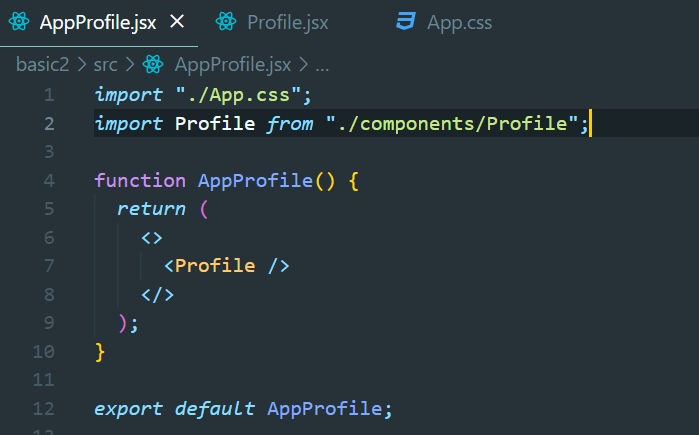 AppProfile.jsx × Profile.jsx App.css
basic2 > src > AppProfile.jsx > ...
1 import "./App.css";
2 import Profile from "./components/Profile";
3
4 function AppProfile() {
5   return (
6     <>
7       <Profile />
8     </>
9   );
10 }
11
12 export default AppProfile;